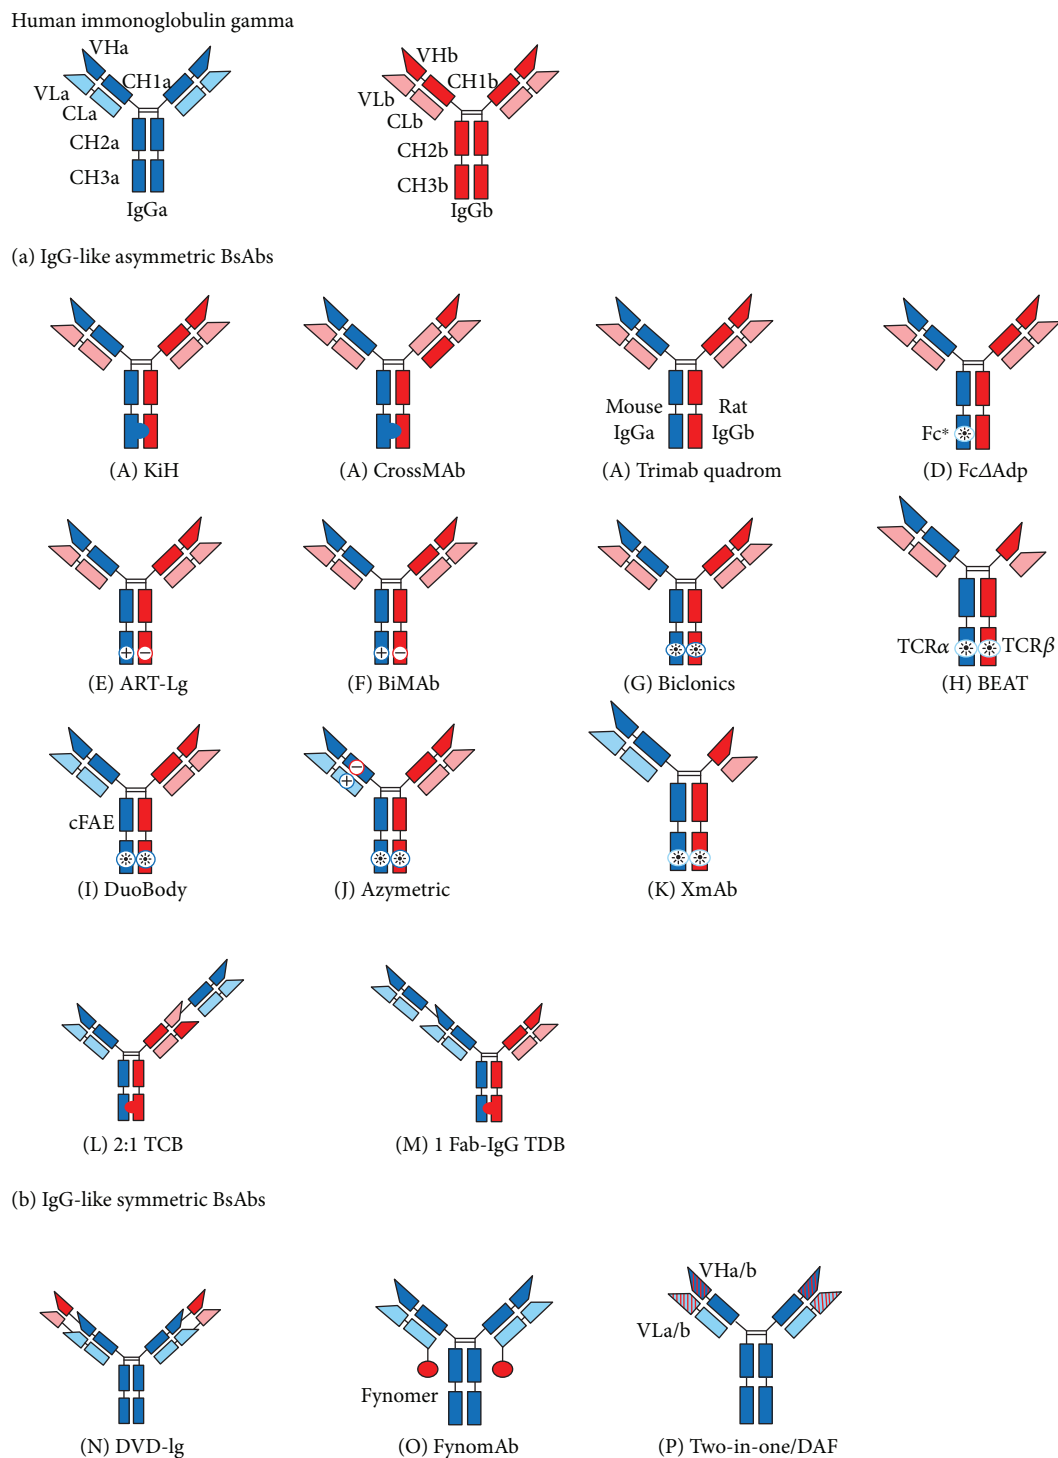 Human immonoglobulin gamma
VHa
CH1a
VLa
CLa
CH2a
CH3a
IgGa
VHb
CH1b
VLb
CLb
CH2b
CH3b
IgGb
(a) IgG-like asymmetric BsAbs
(A) KiH
(A) CrossMAb
Mouse
IgGa
Rat
IgGb
(A) Trimab quadrom
Fc*
(D) FcΔAdp
+ −
(E) ART-Lg
+ −
(F) BiMAb
(G) Biclonics
TCRα
TCRβ
(H) BEAT
cFAE
(I) DuoBody
−
+
(J) Azymetric
(K) XmAb
(L) 2:1 TCB
(M) 1 Fab-IgG TDB
(b) IgG-like symmetric BsAbs
(N) DVD-lg
Fynomer
(O) FynomAb
VHa/b
VLa/b
(P) Two-in-one/DAF